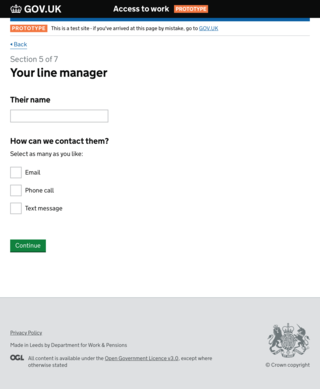 GOV.UK
Access to work PROTOTYPE
PROTOTYPE This is a test site - if you've arrived at this page by mistake, go to GOV.UK
Back
Section 5 of 7
Your line manager
Their name
How can we contact them?
Select as many as you like:
Email
Phone call
Text message
Continue
Privacy Policy
Made in Leeds by Department for Work & Pensions
OGL All content is available under the Open Government Licence v3.0, except where
otherwise stated
© Crown copyright